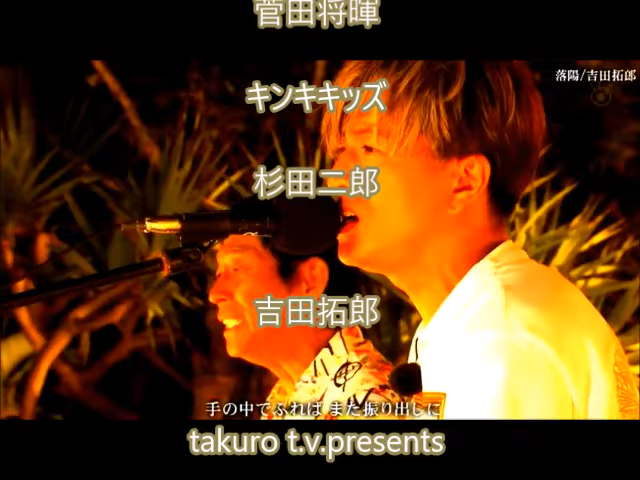 菅田将暉
落陽/吉田拓郎
キンキキッズ
杉田二郎
吉田拓郎
手の中でふれば また振り出しに
takuro t.v.presents